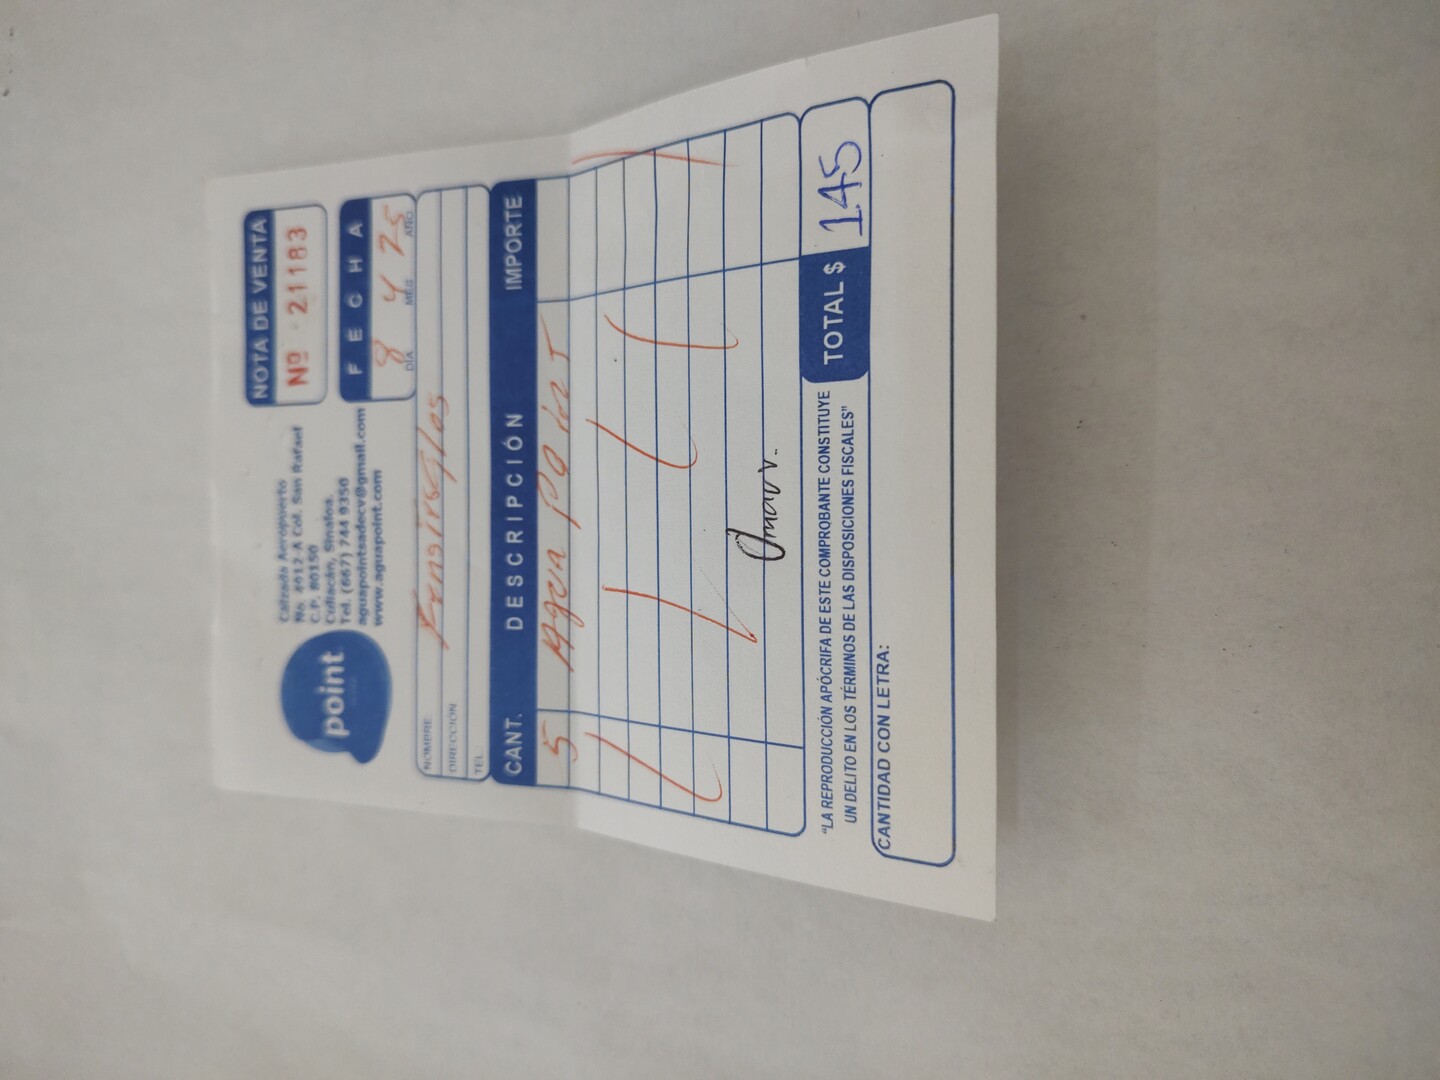 point
Calzada Aeropuerto
No. 4912-A Col. San Rafael
C.P. 80150
Culiacán, Sinaloa.
Tel. (667) 744 9350
aguapointsadecv@gmail.com
www.aguapoint.com
NOTA DE VENTA
Nº 21183
FECHA
8 4 25
DÍA MES AÑO
NOMBRE
DIRECCIÓN
TEL.
CANT. DESCRIPCIÓN IMPORTE
5 Agua Point
Omar v.
"LA REPRODUCCIÓN APÓCRIFA DE ESTE COMPROBANTE CONSTITUYE
UN DELITO EN LOS TÉRMINOS DE LAS DISPOSICIONES FISCALES"
TOTAL $ 145
CANTIDAD CON LETRA: